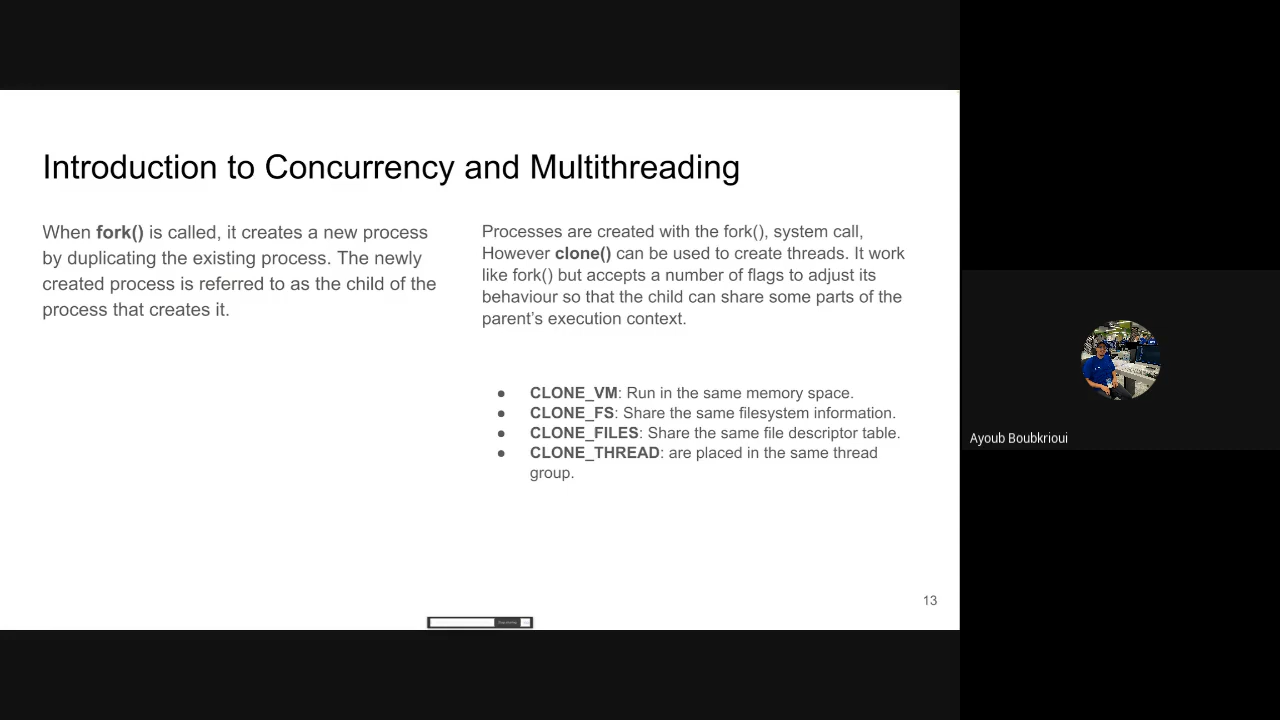 Introduction to Concurrency and Multithreading
When fork() is called, it creates a new process
by duplicating the existing process. The newly
created process is referred to as the child of the
process that creates it.
Processes are created with the fork(), system call,
However clone() can be used to create threads. It work
like fork() but accepts a number of flags to adjust its
behaviour so that the child can share some parts of the
parent’s execution context.
● CLONE_VM: Run in the same memory space.
● CLONE_FS: Share the same filesystem information.
● CLONE_FILES: Share the same file descriptor table.
● CLONE_THREAD: are placed in the same thread
group.
13
Ayoub Boubkrioui